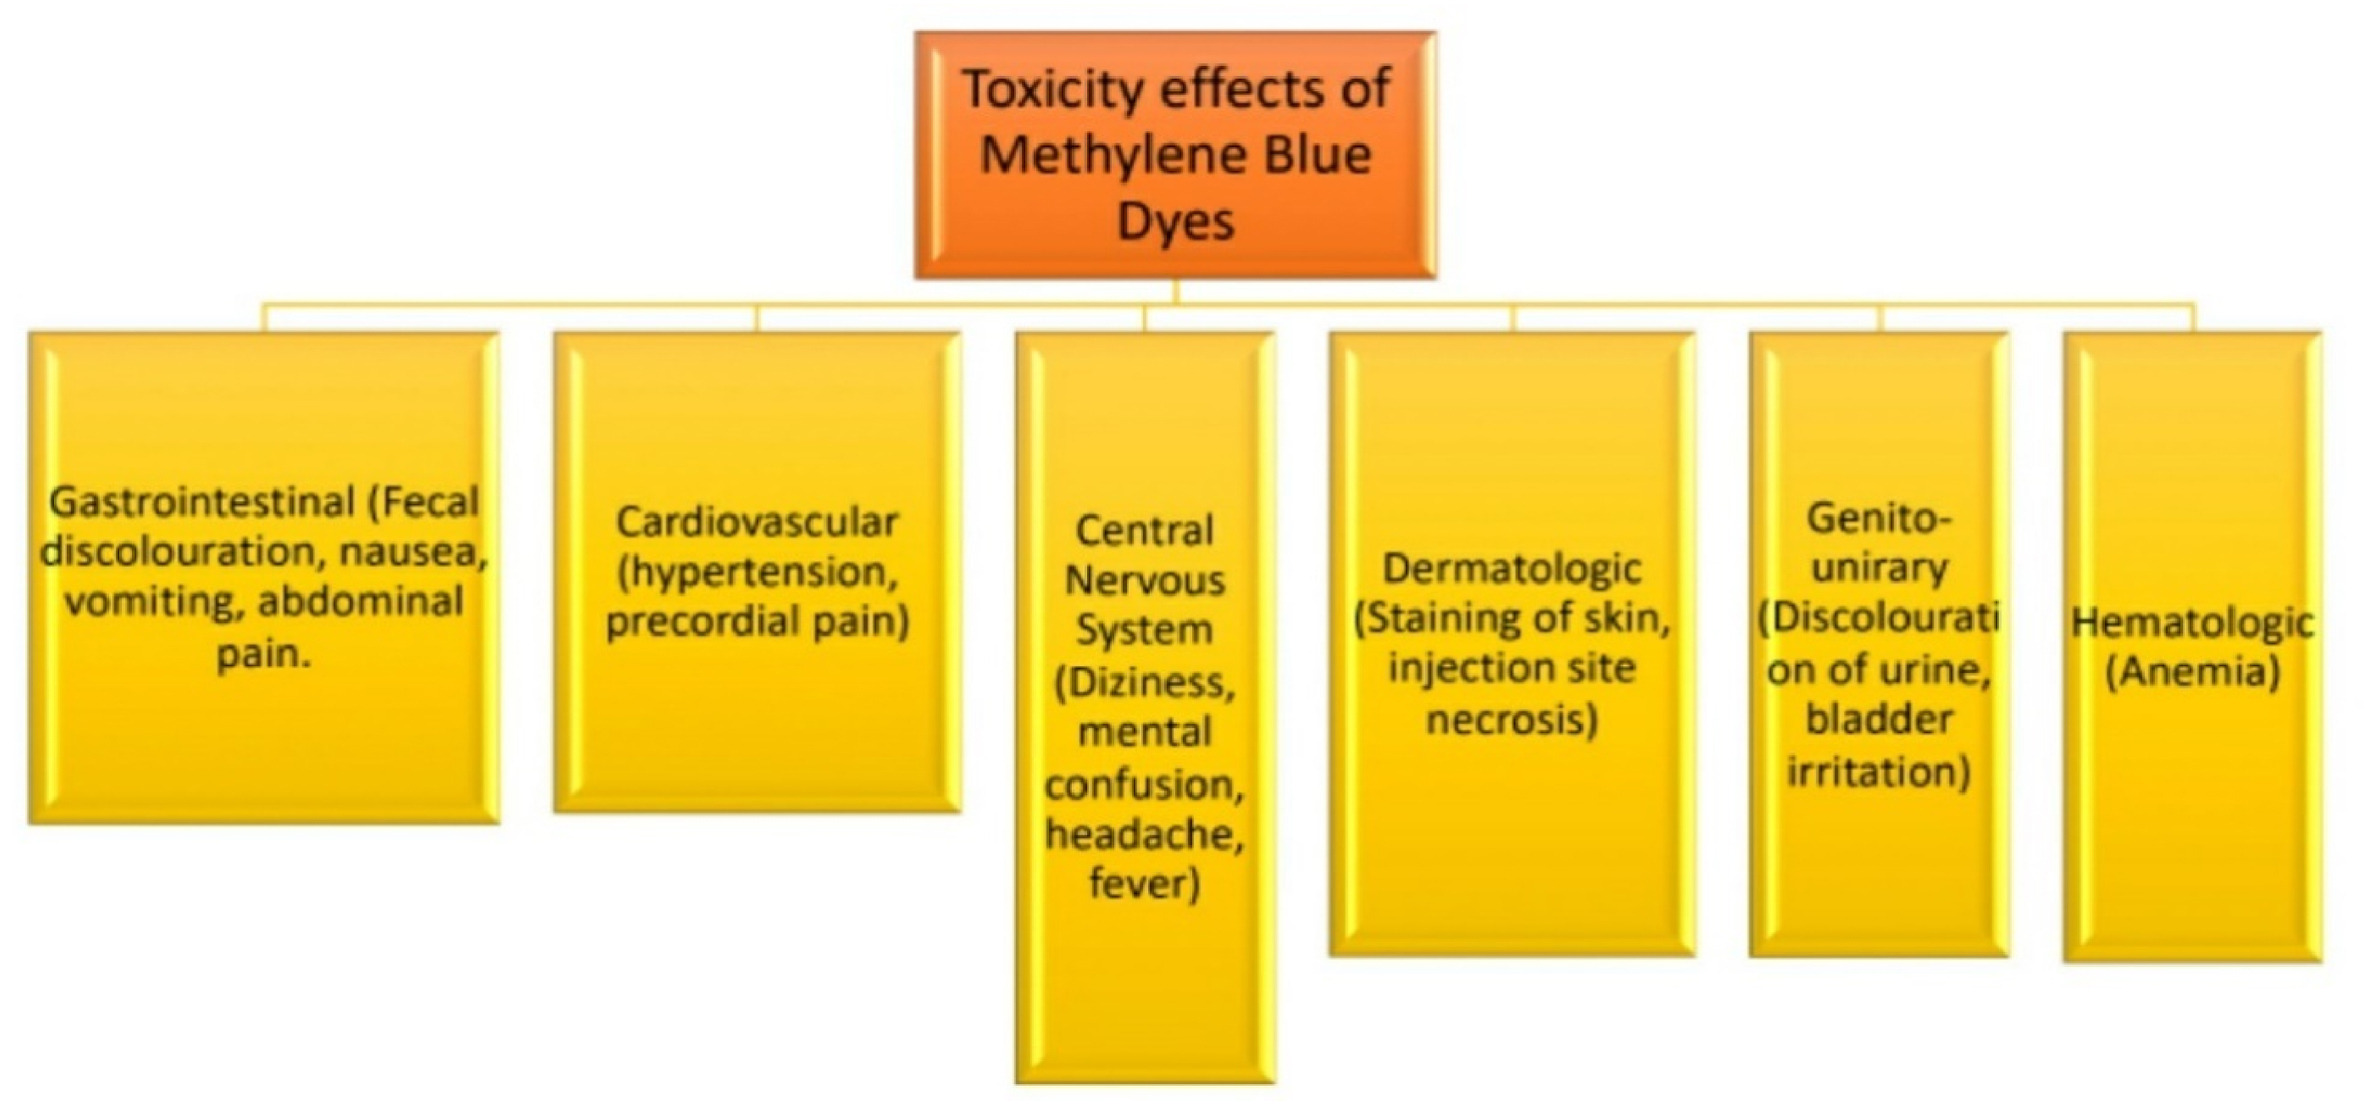 Toxicity effects of
Methylene Blue
Dyes
Gastrointestinal (Fecal
discolouration, nausea,
vomiting, abdominal
pain.
Cardiovascular
(hypertension,
precordial pain)
Central
Nervous
System
(Diziness,
mental
confusion,
headache,
fever)
Dermatologic
(Staining of skin,
injection site
necrosis)
Genito-
unirary
(Discolourati
on of urine,
bladder
irritation)
Hematologic
(Anemia)